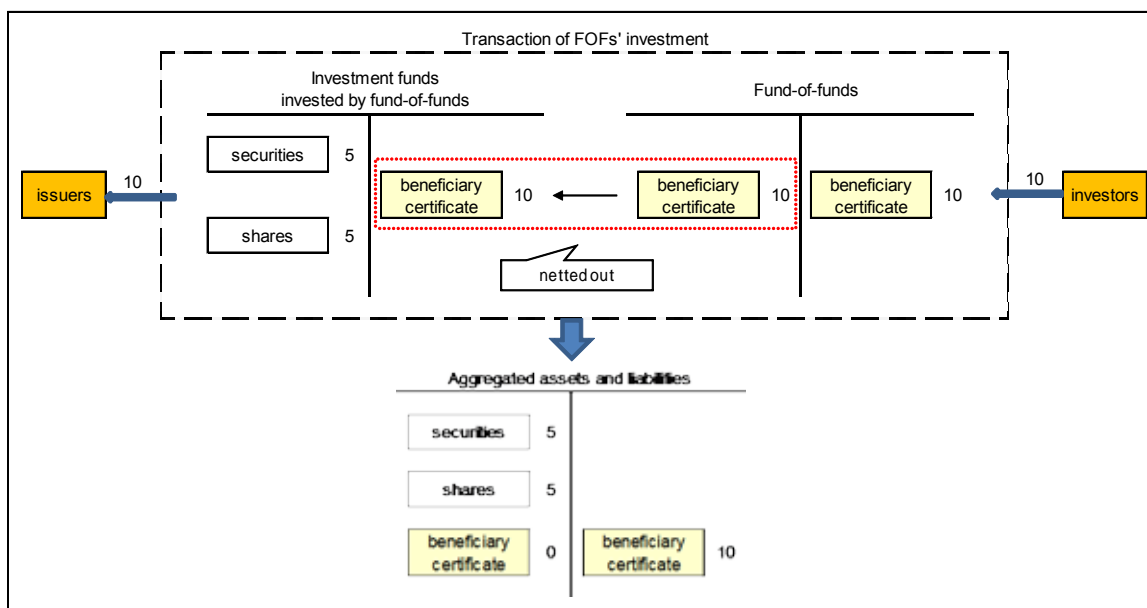 Transaction of FOFs' investment
Investment funds
invested by fund-of-funds
Fund-of-funds
securities 5
issuers 10
beneficiary
certificate 10
beneficiary
certificate 10
beneficiary
certificate 10
10 investors
shares 5
netted out
Aggregated assets and liabilities
securities 5
shares 5
beneficiary
certificate 0
beneficiary
certificate 10